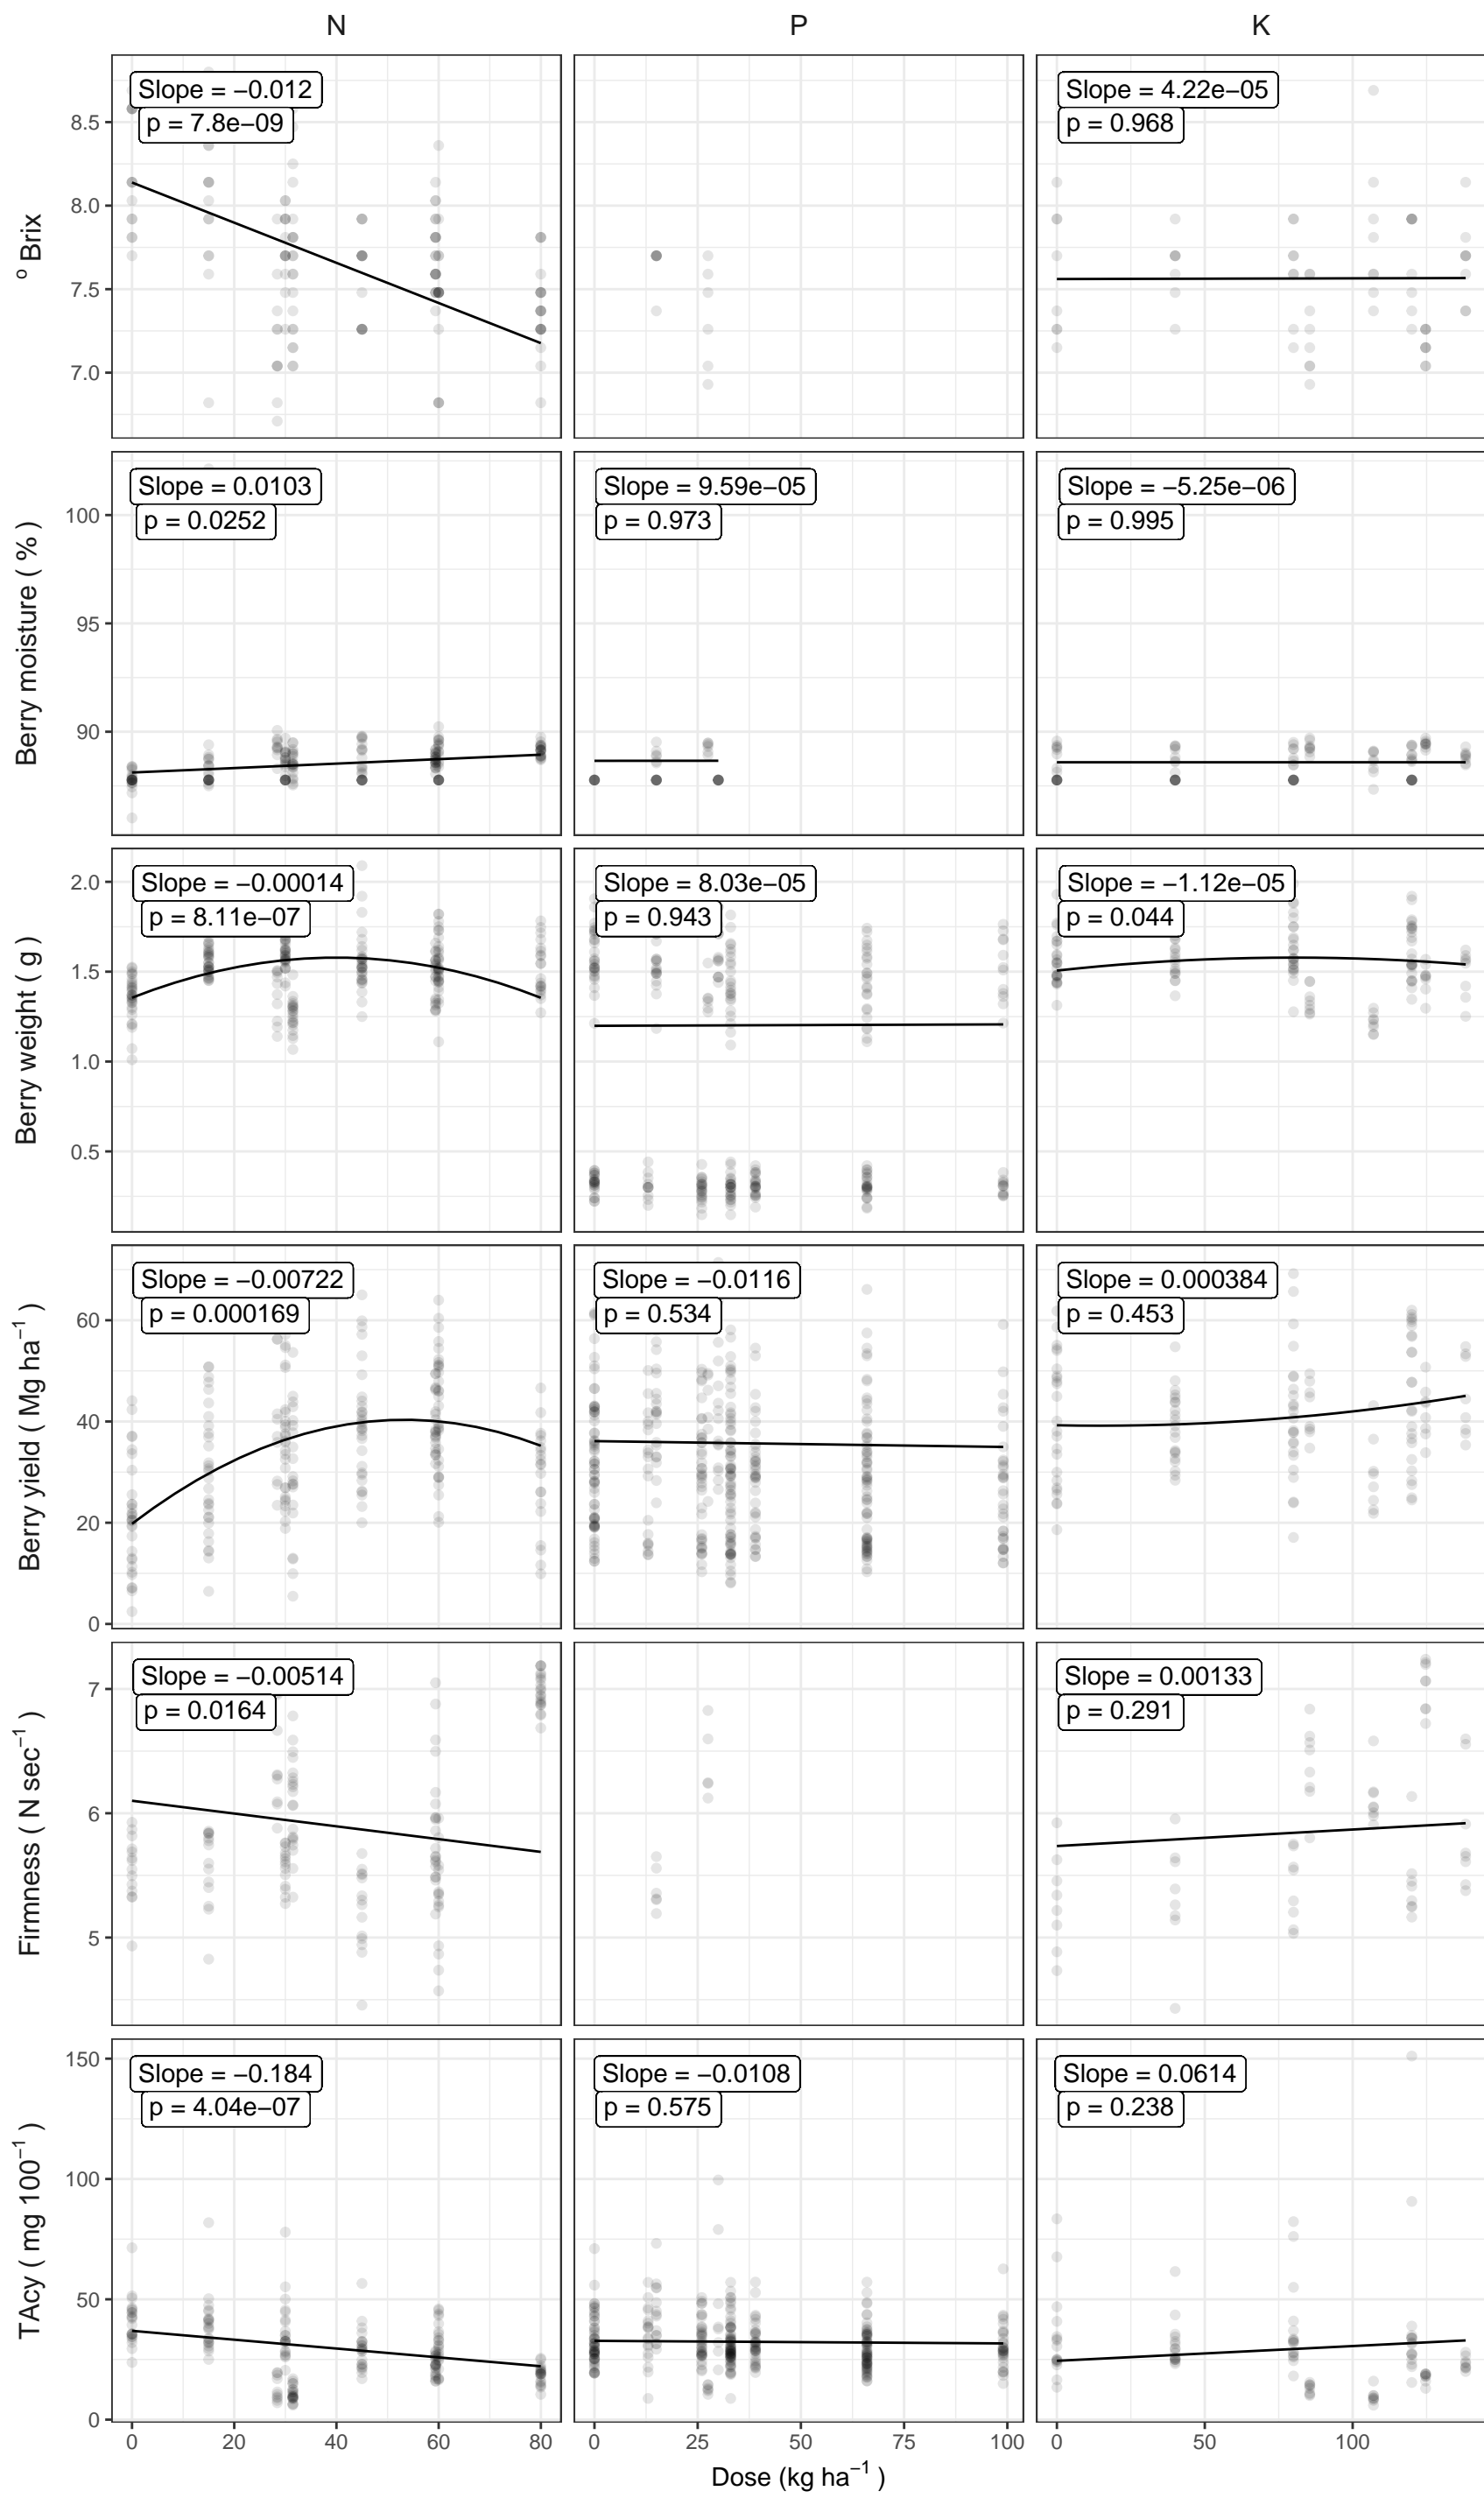 N P K
Slope = −0.012
p = 7.8e−09
Slope = 4.22e−05
p = 0.968
8.5
8.0
7.5
7.0
o Brix
Slope = 0.0103
p = 0.0252
Slope = 9.59e−05
p = 0.973
Slope = −5.25e−06
p = 0.995
100
95
90
Berry moisture ( % )
Slope = −0.00014
p = 8.11e−07
Slope = 8.03e−05
p = 0.943
Slope = −1.12e−05
p = 0.044
2.0
1.5
1.0
0.5
Berry weight ( g )
Slope = −0.00722
p = 0.000169
Slope = −0.0116
p = 0.534
Slope = 0.000384
p = 0.453
60
40
20
0
Berry yield ( Mg ha−1 )
Slope = −0.00514
p = 0.0164
Slope = 0.00133
p = 0.291
7
6
5
Firmness ( N sec−1 )
Slope = −0.184
p = 4.04e−07
Slope = −0.0108
p = 0.575
Slope = 0.0614
p = 0.238
150
100
50
0
TAcy ( mg 100−1 )
0 20 40 60 80 0 25 50 75 100 0 50 100
Dose (kg ha−1 )